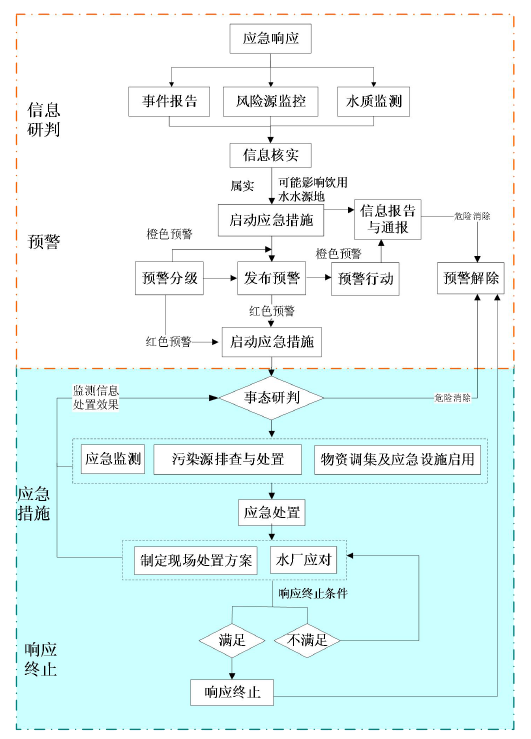 应急响应
事件报告
风险源监控
水质监测
信息
研判
信息核实
属实
可能影响饮用
水水源地
启动应急措施
信息报告
与通报
危险消除
橙色预警
预警
橙色预警
预警分级
发布预警
预警行动
预警解除
红色预警
红色预警
启动应急措施
监测信息
处置效果
事态研判
危险消除
应急监测
污染源排查与处置
物资调集及应急设施启用
应急
措施
应急处置
制定现场处置方案
水厂应对
响应终止条件
满足
不满足
响应
终止
响应终止